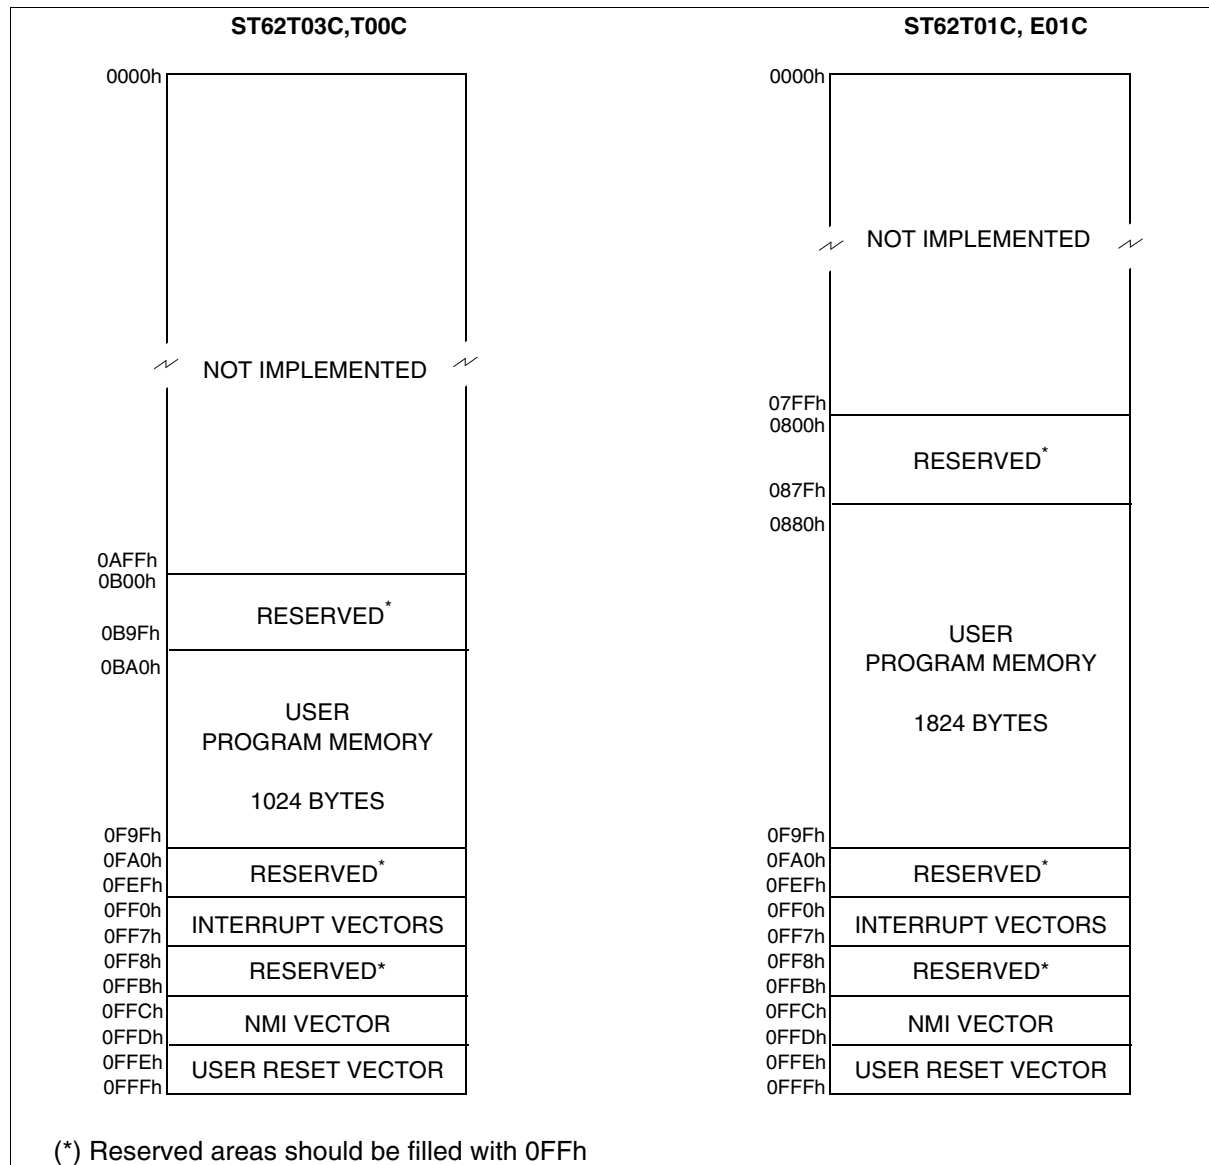 ST62T03C,T00C
0000h
NOT IMPLEMENTED
0AFFh
0B00h
RESERVED*
0B9Fh
0BA0h
USER
PROGRAM MEMORY
1024 BYTES
0F9Fh
0FA0h
RESERVED*
0FEFh
0FF0h
INTERRUPT VECTORS
0FF7h
0FF8h
RESERVED*
0FFBh
0FFCh
NMI VECTOR
0FFDh
0FFEh
USER RESET VECTOR
0FFFh
ST62T01C, E01C
0000h
NOT IMPLEMENTED
07FFh
0800h
RESERVED*
087Fh
0880h
USER
PROGRAM MEMORY
1824 BYTES
0F9Fh
0FA0h
RESERVED*
0FEFh
0FF0h
INTERRUPT VECTORS
0FF7h
0FF8h
RESERVED*
0FFBh
0FFCh
NMI VECTOR
0FFDh
0FFEh
USER RESET VECTOR
0FFFh
(*) Reserved areas should be filled with 0FFh